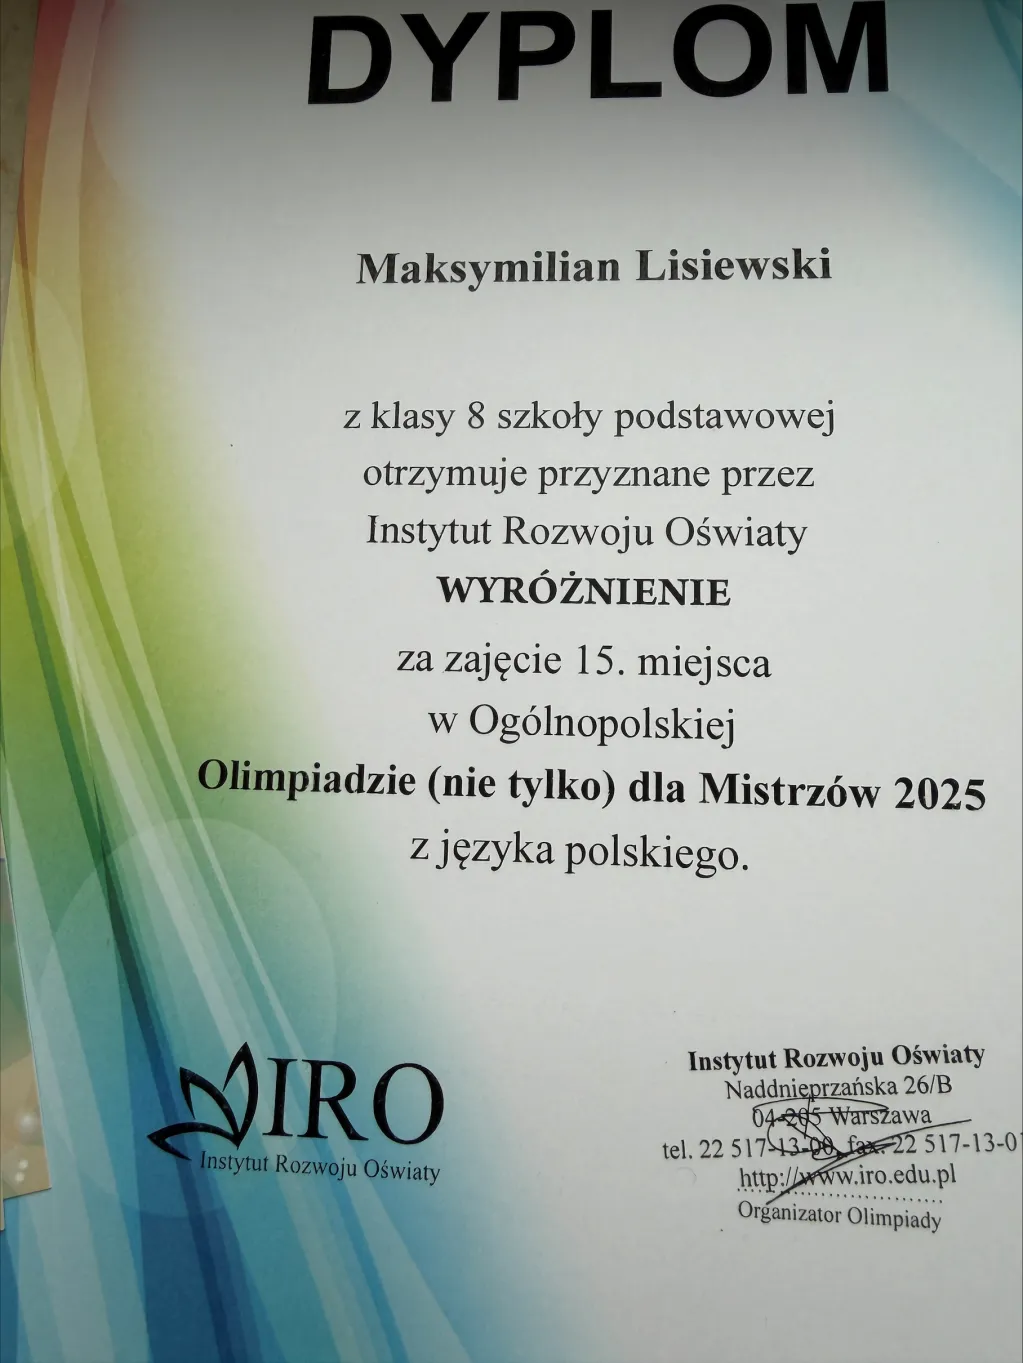 DYPLOM
Maksymilian Lisiewski
z klasy 8 szkoły podstawowej
otrzymuje przyznane przez
Instytut Rozwoju Oświaty
WYRÓŻNIENIE
za zajęcie 15. miejsca
w Ogólnopolskiej
Olimpiadzie (nie tylko) dla Mistrzów 2025
z języka polskiego.
IRO
Instytut Rozwoju Oświaty
Instytut Rozwoju Oświaty
Naddnieprzańska 26/B
04-205 Warszawa
tel. 22 517-13-00, fax. 22 517-13-01
http://www.iro.edu.pl
Organizator Olimpiady